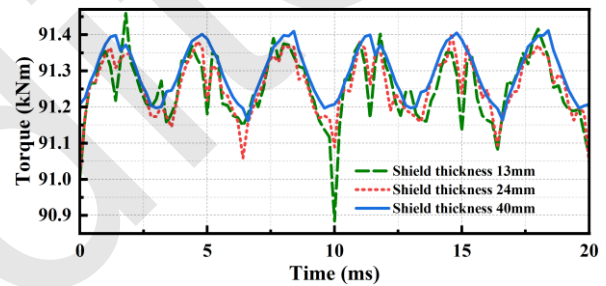 91.4
91.3
91.2
91.1
91.0
90.9
Torque (kNm)
Shield thickness 13mm
Shield thickness 24mm
Shield thickness 40mm
0
5
10
15
20
Time (ms)